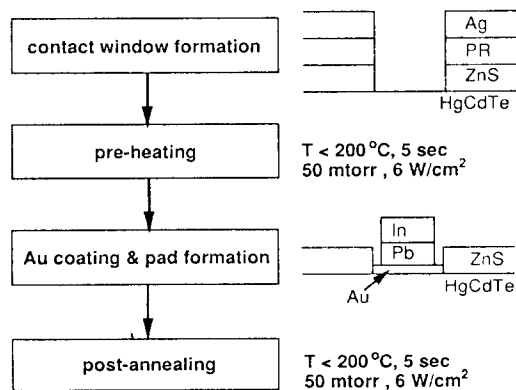 contact window formation
Ag
PR
ZnS
HgCdTe
pre-heating
T < 200 °C, 5 sec
50 mtorr , 6 W/cm²
Au coating & pad formation
In
Pb
ZnS
Au
HgCdTe
post-annealing
T < 200 °C, 5 sec
50 mtorr , 6 W/cm²